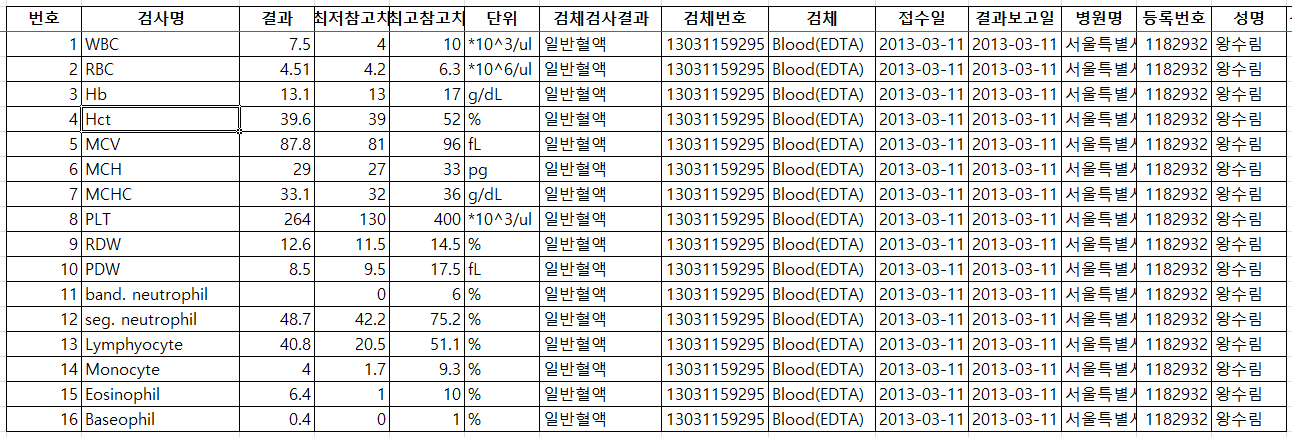 번호 검사명 결과 최저참고치 최고참고치 단위 검체검사결과 검체번호 검체 접수일 결과보고일 병원명 등록번호 성명
1 WBC 7.5 4 10 *10^3/ul 일반혈액 13031159295 Blood(EDTA) 2013-03-11 2013-03-11 서울특별시 1182932 왕수림
2 RBC 4.51 4.2 6.3 *10^6/ul 일반혈액 13031159295 Blood(EDTA) 2013-03-11 2013-03-11 서울특별시 1182932 왕수림
3 Hb 13.1 13 17 g/dL 일반혈액 13031159295 Blood(EDTA) 2013-03-11 2013-03-11 서울특별시 1182932 왕수림
4 Hct 39.6 39 52 % 일반혈액 13031159295 Blood(EDTA) 2013-03-11 2013-03-11 서울특별시 1182932 왕수림
5 MCV 87.8 81 96 fL 일반혈액 13031159295 Blood(EDTA) 2013-03-11 2013-03-11 서울특별시 1182932 왕수림
6 MCH 29 27 33 pg 일반혈액 13031159295 Blood(EDTA) 2013-03-11 2013-03-11 서울특별시 1182932 왕수림
7 MCHC 33.1 32 36 g/dL 일반혈액 13031159295 Blood(EDTA) 2013-03-11 2013-03-11 서울특별시 1182932 왕수림
8 PLT 264 130 400 *10^3/ul 일반혈액 13031159295 Blood(EDTA) 2013-03-11 2013-03-11 서울특별시 1182932 왕수림
9 RDW 12.6 11.5 14.5 % 일반혈액 13031159295 Blood(EDTA) 2013-03-11 2013-03-11 서울특별시 1182932 왕수림
10 PDW 8.5 9.5 17.5 fL 일반혈액 13031159295 Blood(EDTA) 2013-03-11 2013-03-11 서울특별시 1182932 왕수림
11 band. neutrophil 0 6 % 일반혈액 13031159295 Blood(EDTA) 2013-03-11 2013-03-11 서울특별시 1182932 왕수림
12 seg. neutrophil 48.7 42.2 75.2 % 일반혈액 13031159295 Blood(EDTA) 2013-03-11 2013-03-11 서울특별시 1182932 왕수림
13 Lymphyocyte 40.8 20.5 51.1 % 일반혈액 13031159295 Blood(EDTA) 2013-03-11 2013-03-11 서울특별시 1182932 왕수림
14 Monocyte 4 1.7 9.3 % 일반혈액 13031159295 Blood(EDTA) 2013-03-11 2013-03-11 서울특별시 1182932 왕수림
15 Eosinophil 6.4 1 10 % 일반혈액 13031159295 Blood(EDTA) 2013-03-11 2013-03-11 서울특별시 1182932 왕수림
16 Baseophil 0.4 0 1 % 일반혈액 13031159295 Blood(EDTA) 2013-03-11 2013-03-11 서울특별시 1182932 왕수림